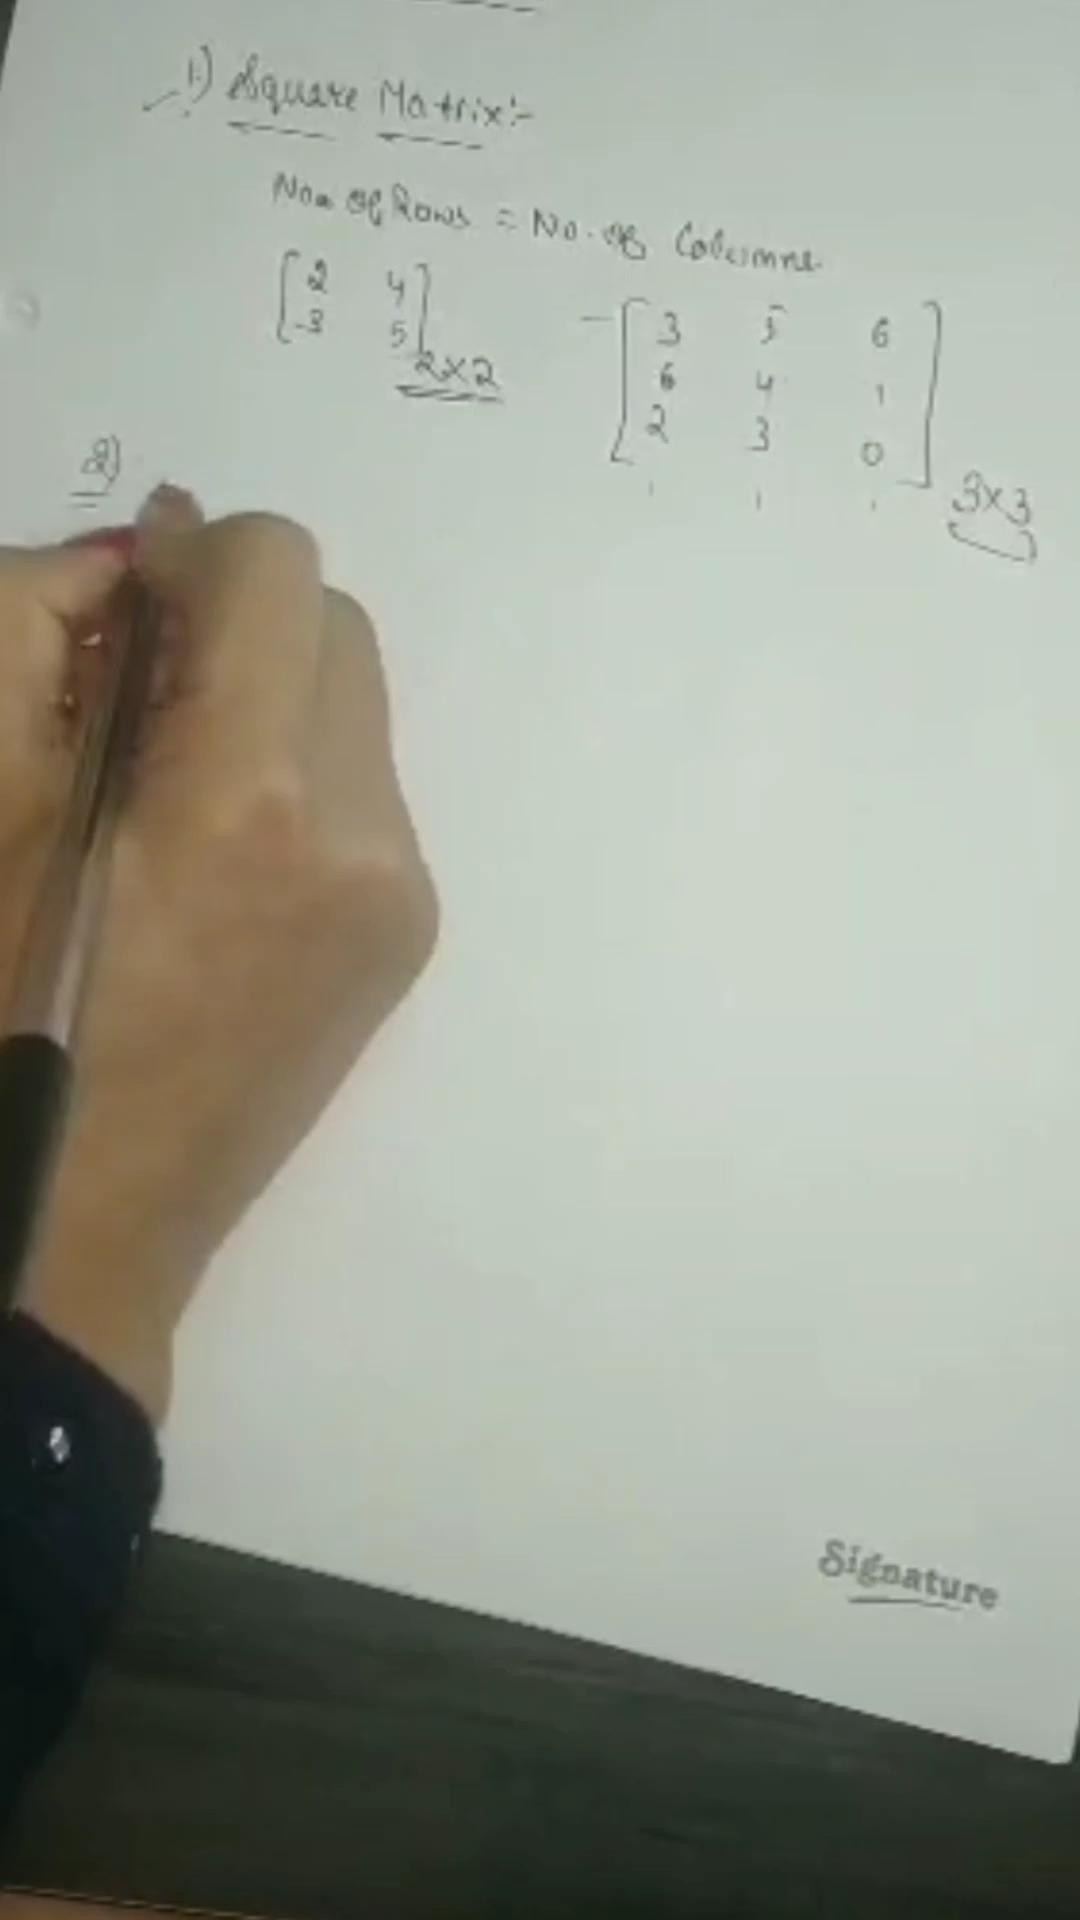 1.) Square Matrix:-
No. of Rows = No. of Columns
[2 4
-3 5] 2×2
[3 5 6
6 4 1
2 3 0] 3×3
2)
Signature